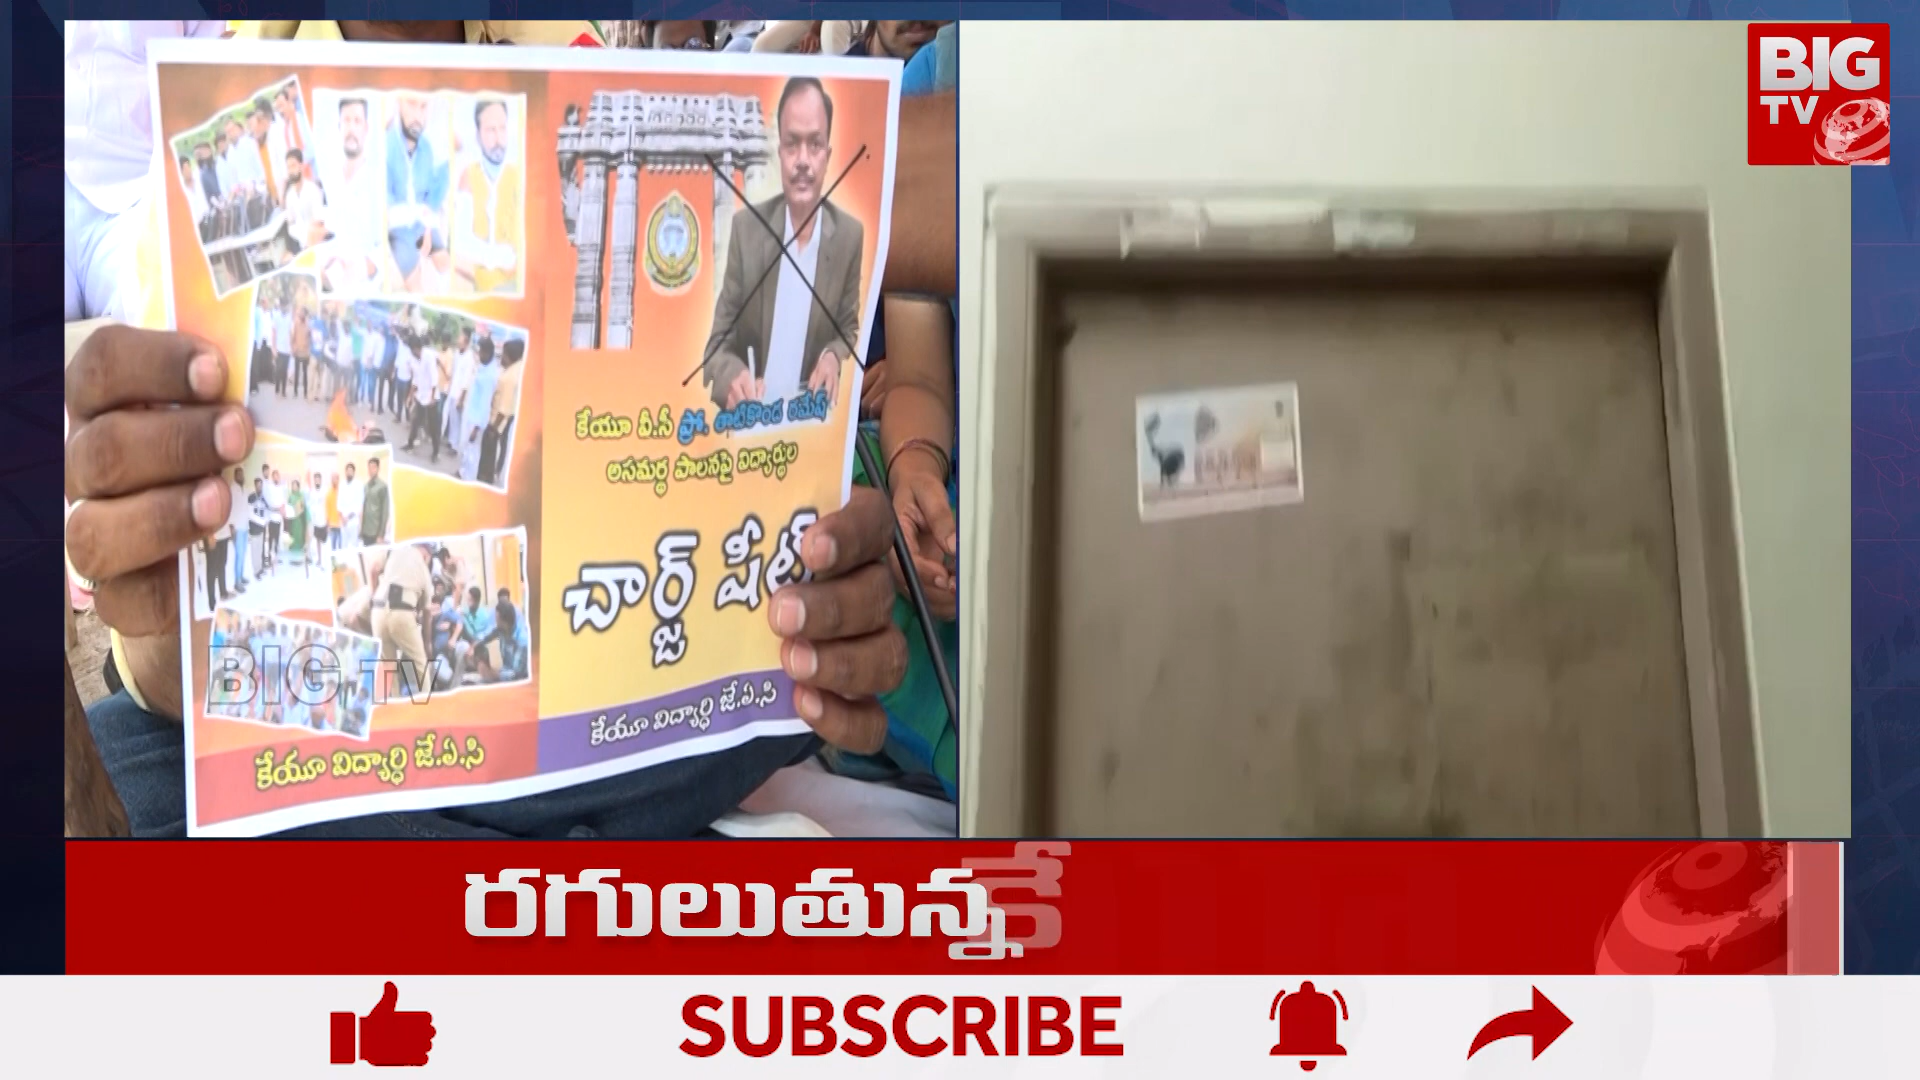 BIG
TV
కేయూ వీ.సీ ప్రో. తాటికొండ రమేష్
అసమర్థ పాలనపై విద్యార్థుల
చార్జ్ షీట్
కేయూ విద్యార్థి జే.ఏ.సి
కేయూ విద్యార్థి జే.ఏ.సి
BIG TV
రగులుతున్న కే
SUBSCRIBE